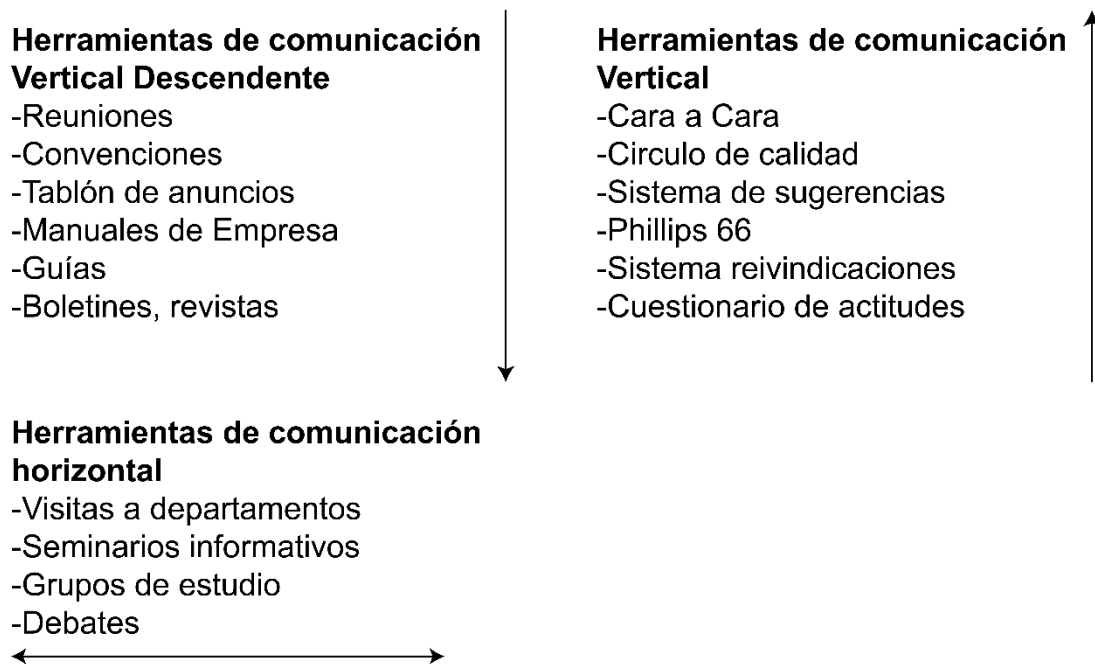 Herramientas de comunicación
Vertical Descendente
-Reuniones
-Convenciones
-Tablón de anuncios
-Manuales de Empresa
-Guías
-Boletines, revistas
Herramientas de comunicación
Vertical
-Cara a Cara
-Circulo de calidad
-Sistema de sugerencias
-Phillips 66
-Sistema reivindicaciones
-Cuestionario de actitudes
Herramientas de comunicación
horizontal
-Visitas a departamentos
-Seminarios informativos
-Grupos de estudio
-Debates